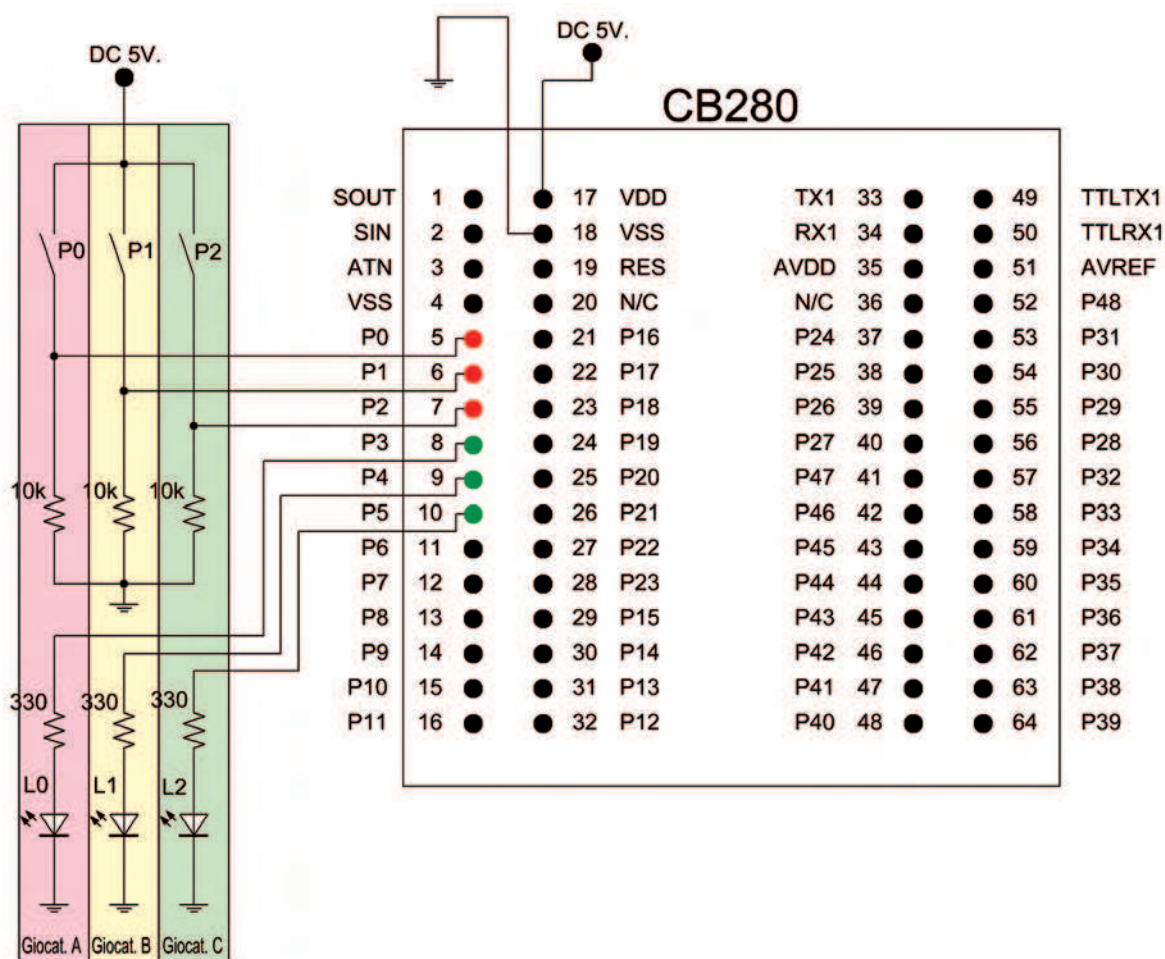 DC 5V.
DC 5V.
CB280
P0 P1 P2
10k 10k 10k
330 330 330
L0 L1 L2
Giocat. A Giocat. B Giocat. C
SOUT 1 17 VDD TX1 33 49 TTLTX1
SIN 2 18 VSS RX1 34 50 TTLRX1
ATN 3 19 RES AVDD 35 51 AVREF
VSS 4 20 N/C N/C 36 52 P48
P0 5 21 P16 P24 37 53 P31
P1 6 22 P17 P25 38 54 P30
P2 7 23 P18 P26 39 55 P29
P3 8 24 P19 P27 40 56 P28
P4 9 25 P20 P47 41 57 P32
P5 10 26 P21 P46 42 58 P33
P6 11 27 P22 P45 43 59 P34
P7 12 28 P23 P44 44 60 P35
P8 13 29 P15 P43 45 61 P36
P9 14 30 P14 P42 46 62 P37
P10 15 31 P13 P41 47 63 P38
P11 16 32 P12 P40 48 64 P39